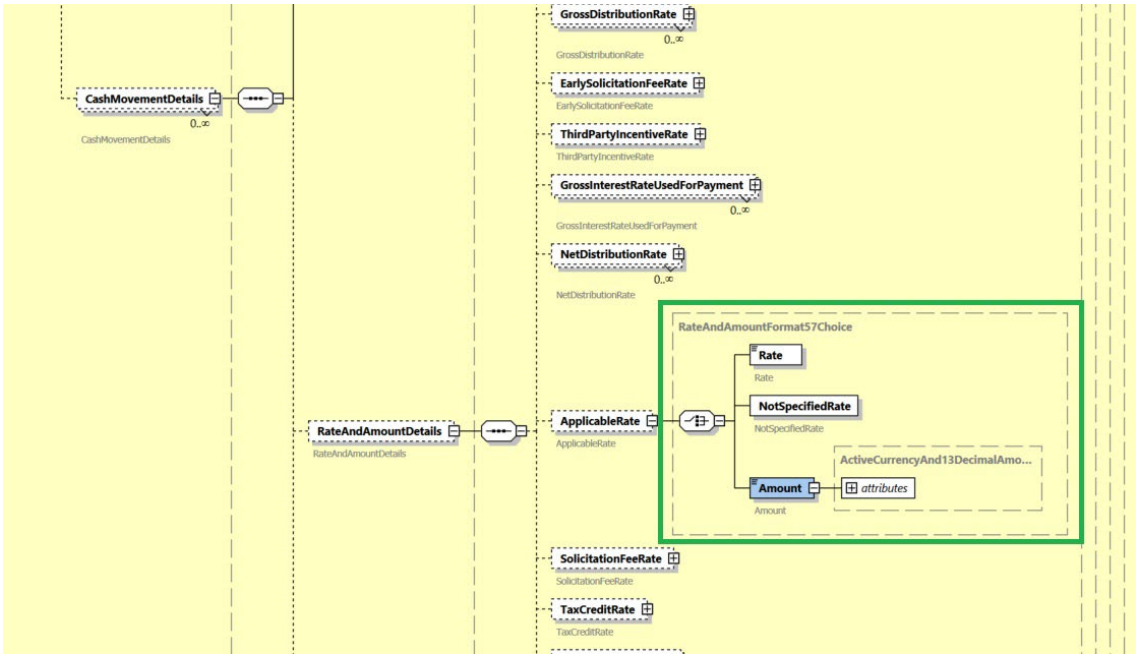 GrossDistributionRate
0..∞
GrossDistributionRate
CashMovementDetails
0..∞
CashMovementDetails
EarlySolicitationFeeRate
EarlySolicitationFeeRate
ThirdPartyIncentiveRate
ThirdPartyIncentiveRate
GrossInterestRateUsedForPayment
0..∞
GrossInterestRateUsedForPayment
NetDistributionRate
0..∞
NetDistributionRate
RateAndAmountDetails
RateAndAmountDetails
ApplicableRate
ApplicableRate
RateAndAmountFormat57Choice
Rate
Rate
NotSpecifiedRate
NotSpecifiedRate
ActiveCurrencyAnd13DecimalAmo...
Amount
attributes
Amount
SolicitationFeeRate
SolicitationFeeRate
TaxCreditRate
TaxCreditRate